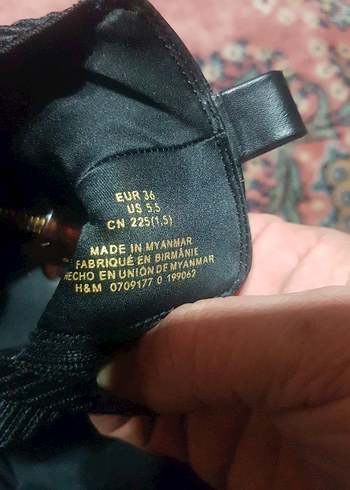 EUR 36
US 5,5
CN 225(1,5)
MADE IN MYANMAR
FABRIQUÉ EN BIRMÂNIE
HECHO EN UNIÓN DE MYANMAR
H&M 0709177 0 199062